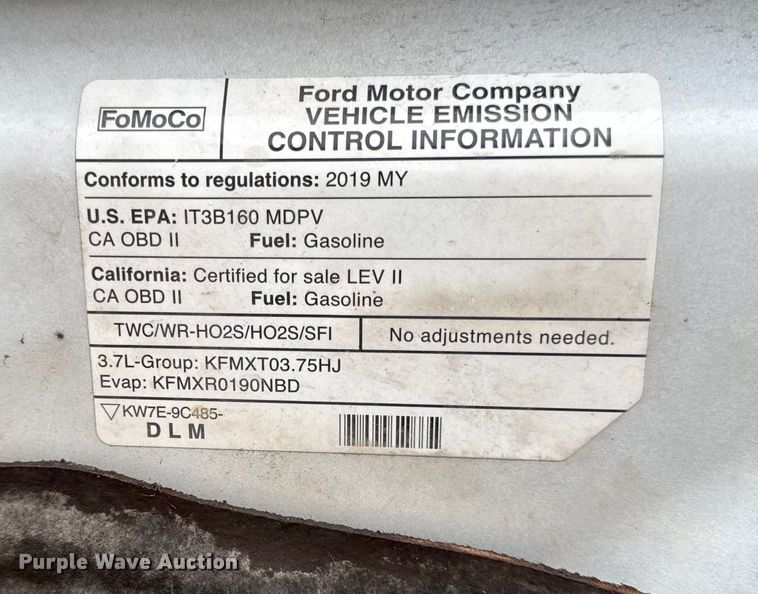 FoMoCo
Ford Motor Company
VEHICLE EMISSION
CONTROL INFORMATION
Conforms to regulations: 2019 MY
U.S. EPA: IT3B160 MDPV
CA OBD II Fuel: Gasoline
California: Certified for sale LEV II
CA OBD II Fuel: Gasoline
TWC/WR-HO2S/HO2S/SFI
No adjustments needed.
3.7L-Group: KFMXT03.75HJ
Evap: KFMXR0190NBD
KW7E-9C485-
D L M
Purple Wave Auction